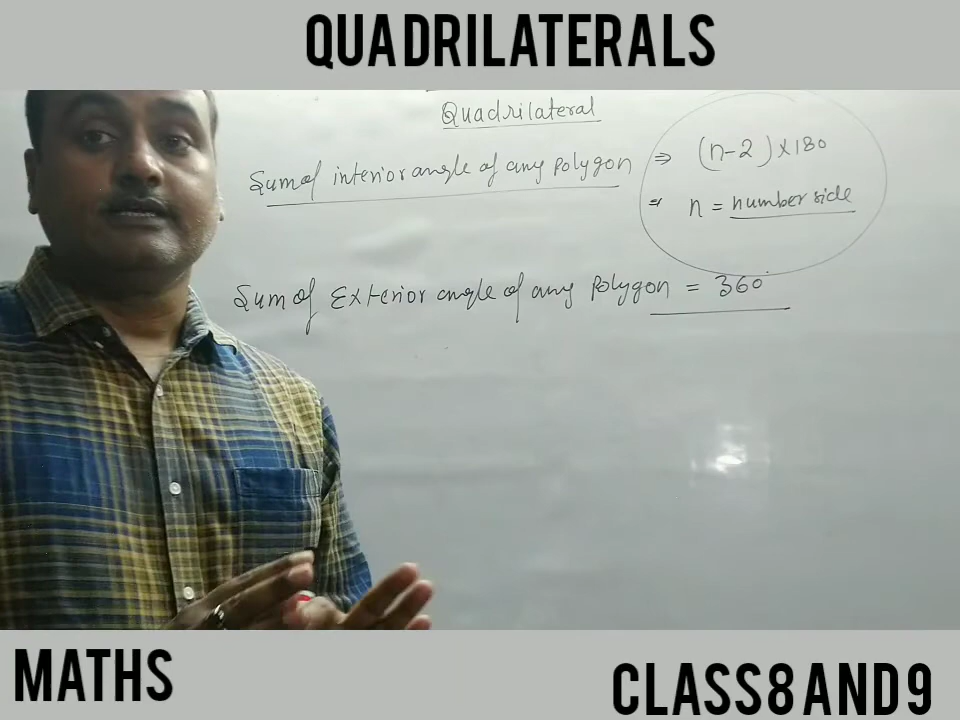 QUADRILATERALS
Quadrilateral
Sum of interior angle of any polygon ⇒ (n-2)×180
⇒ n = number side
Sum of Exterior angle of any Polygon = 360°
MATHS
CLASS 8 AND 9